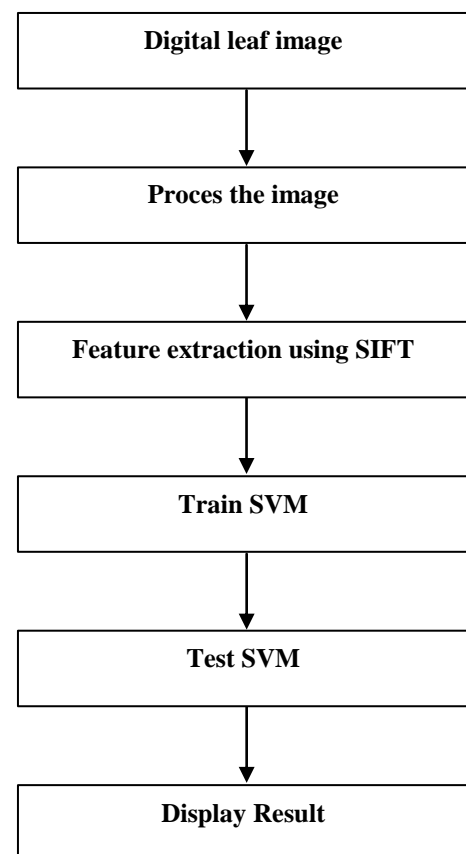 Digital leaf image
Proces the image
Feature extraction using SIFT
Train SVM
Test SVM
Display Result